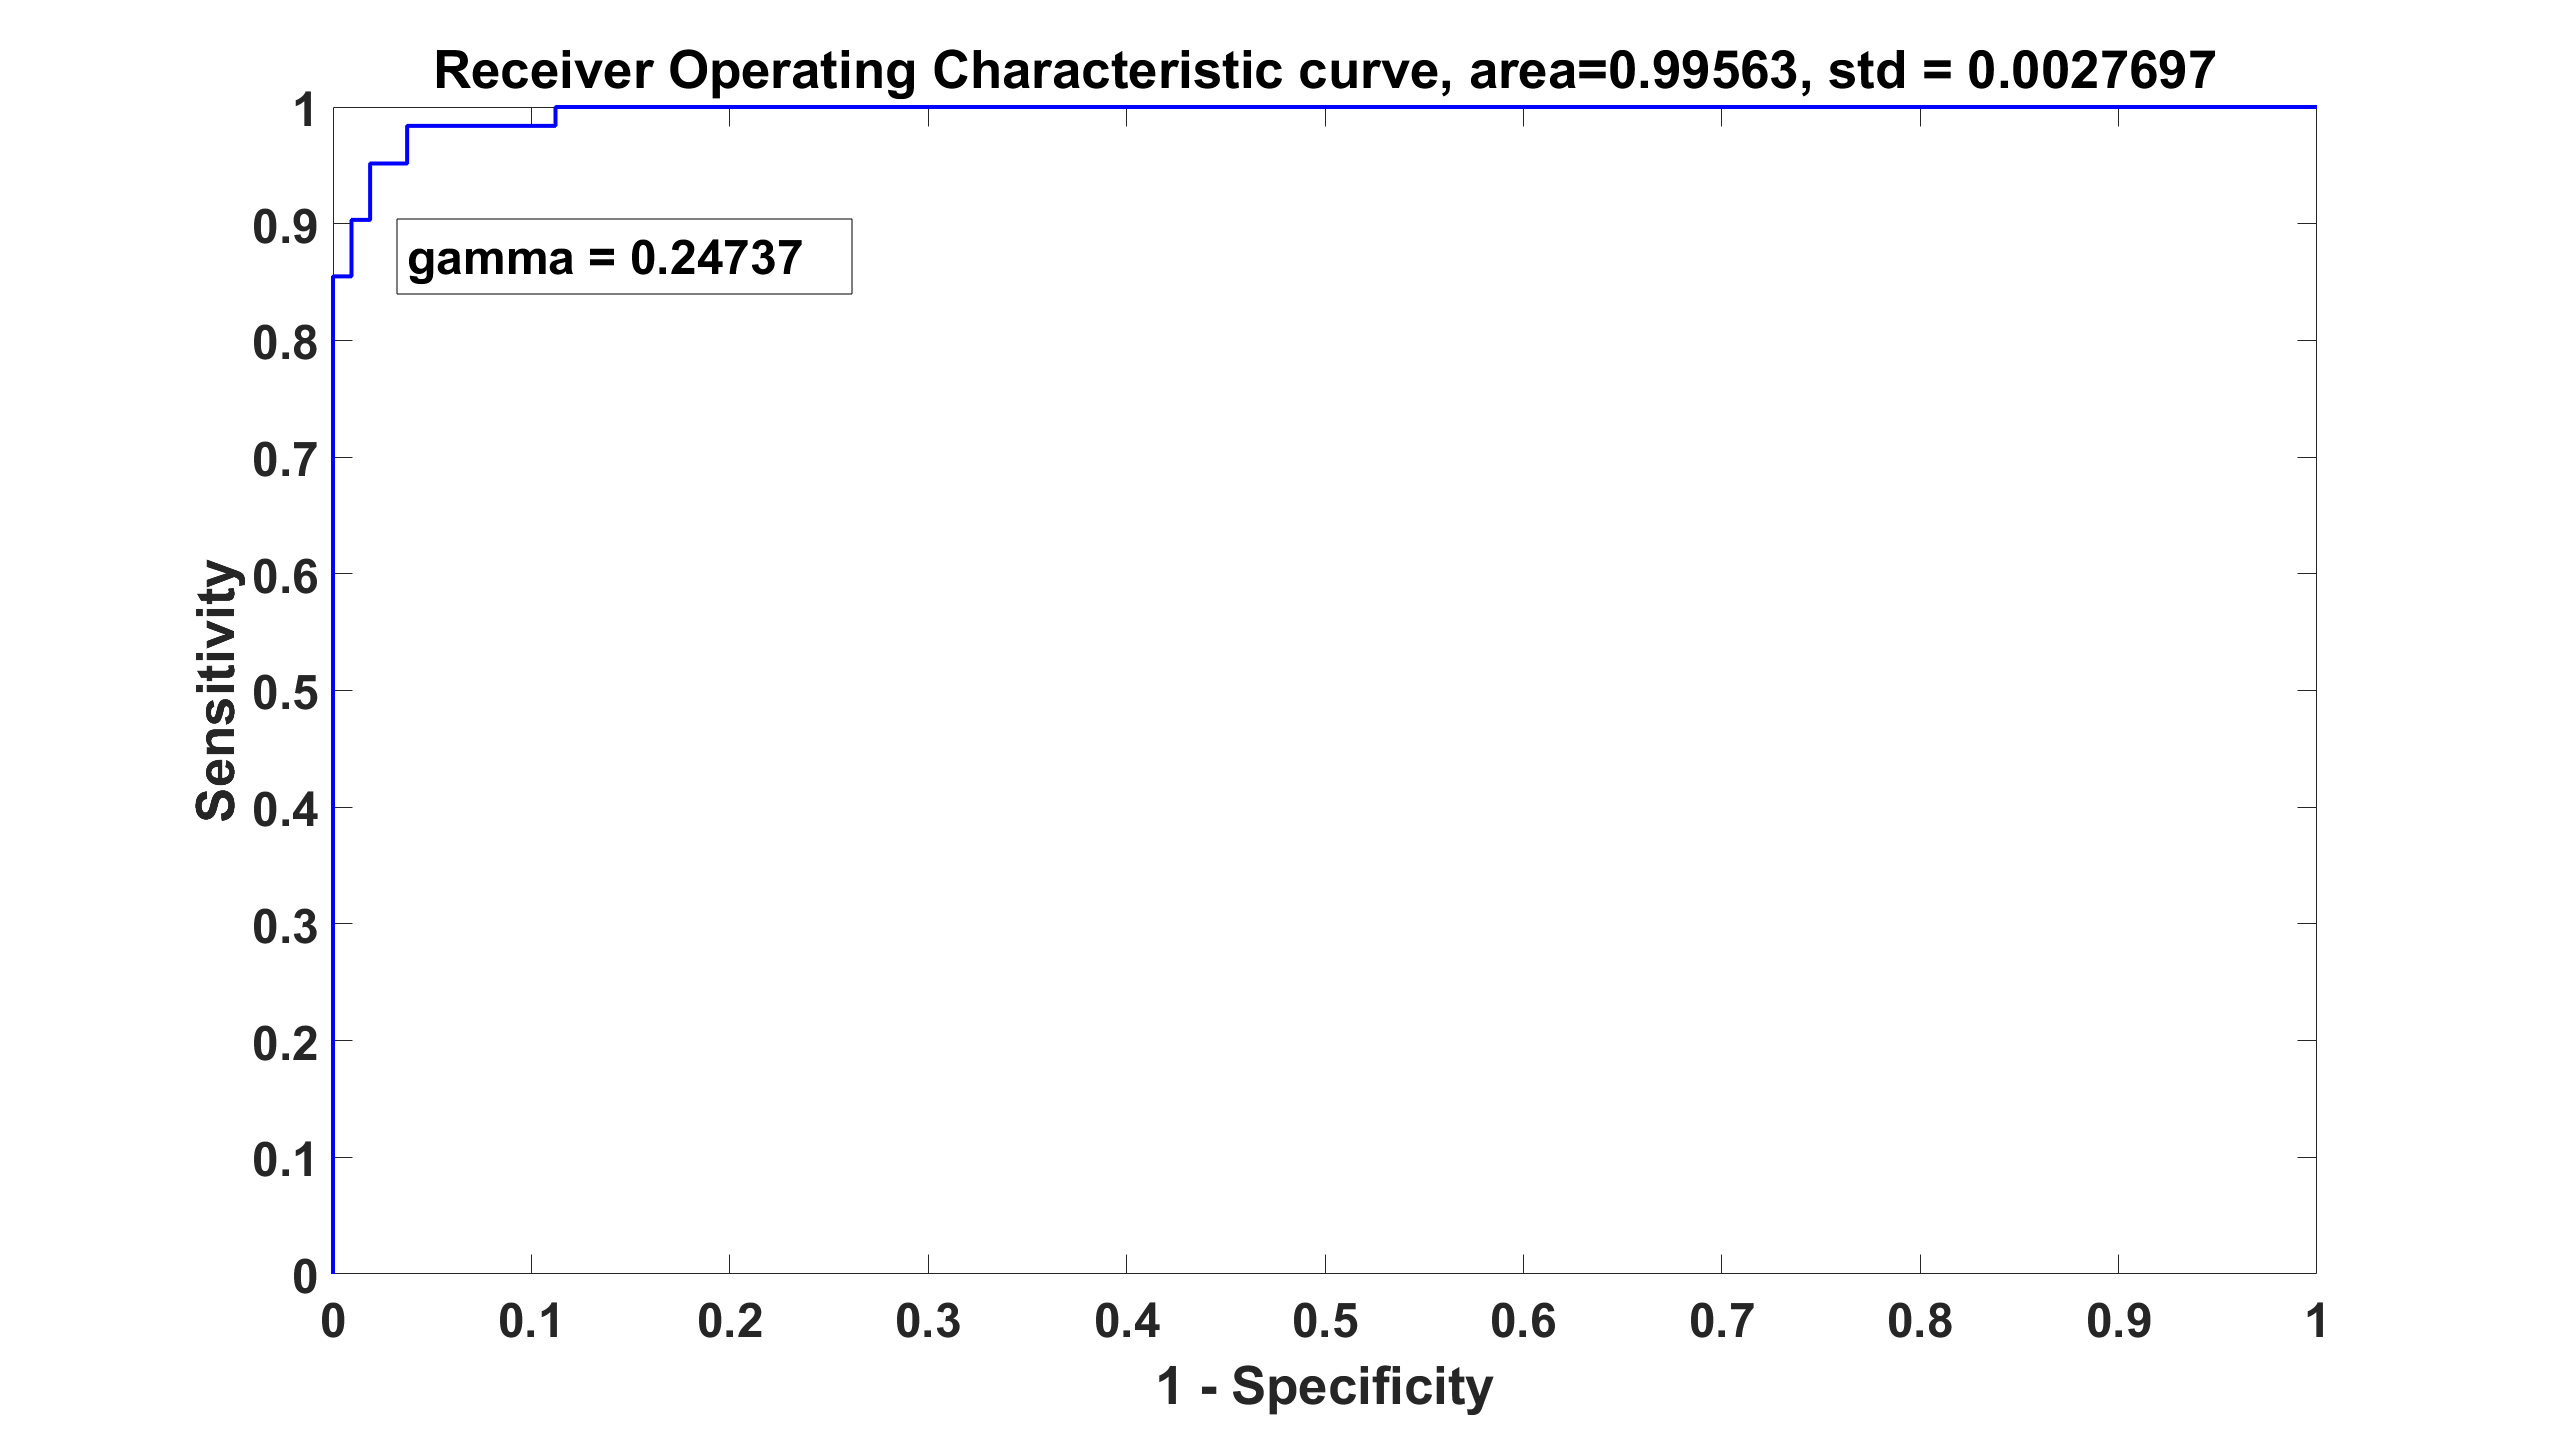 Receiver Operating Characteristic curve, area=0.99563, std = 0.0027697
1
0.9
gamma = 0.24737
0.8
0.7
0.6
0.5
0.4
0.3
0.2
0.1
0
Sensitivity
0 0.1 0.2 0.3 0.4 0.5 0.6 0.7 0.8 0.9 1
1 - Specificity